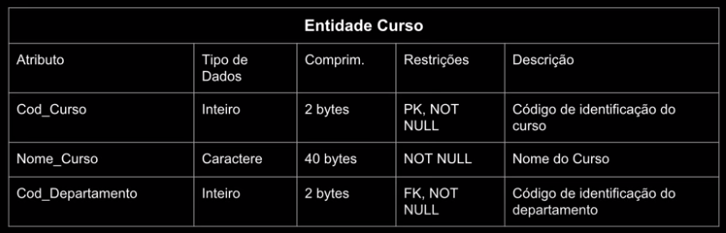 Entidade Curso
Atributo Tipo de Dados Comprim. Restrições Descrição
Cod_Curso Inteiro 2 bytes PK, NOT NULL Código de identificação do curso
Nome_Curso Caractere 40 bytes NOT NULL Nome do Curso
Cod_Departamento Inteiro 2 bytes FK, NOT NULL Código de identificação do departamento